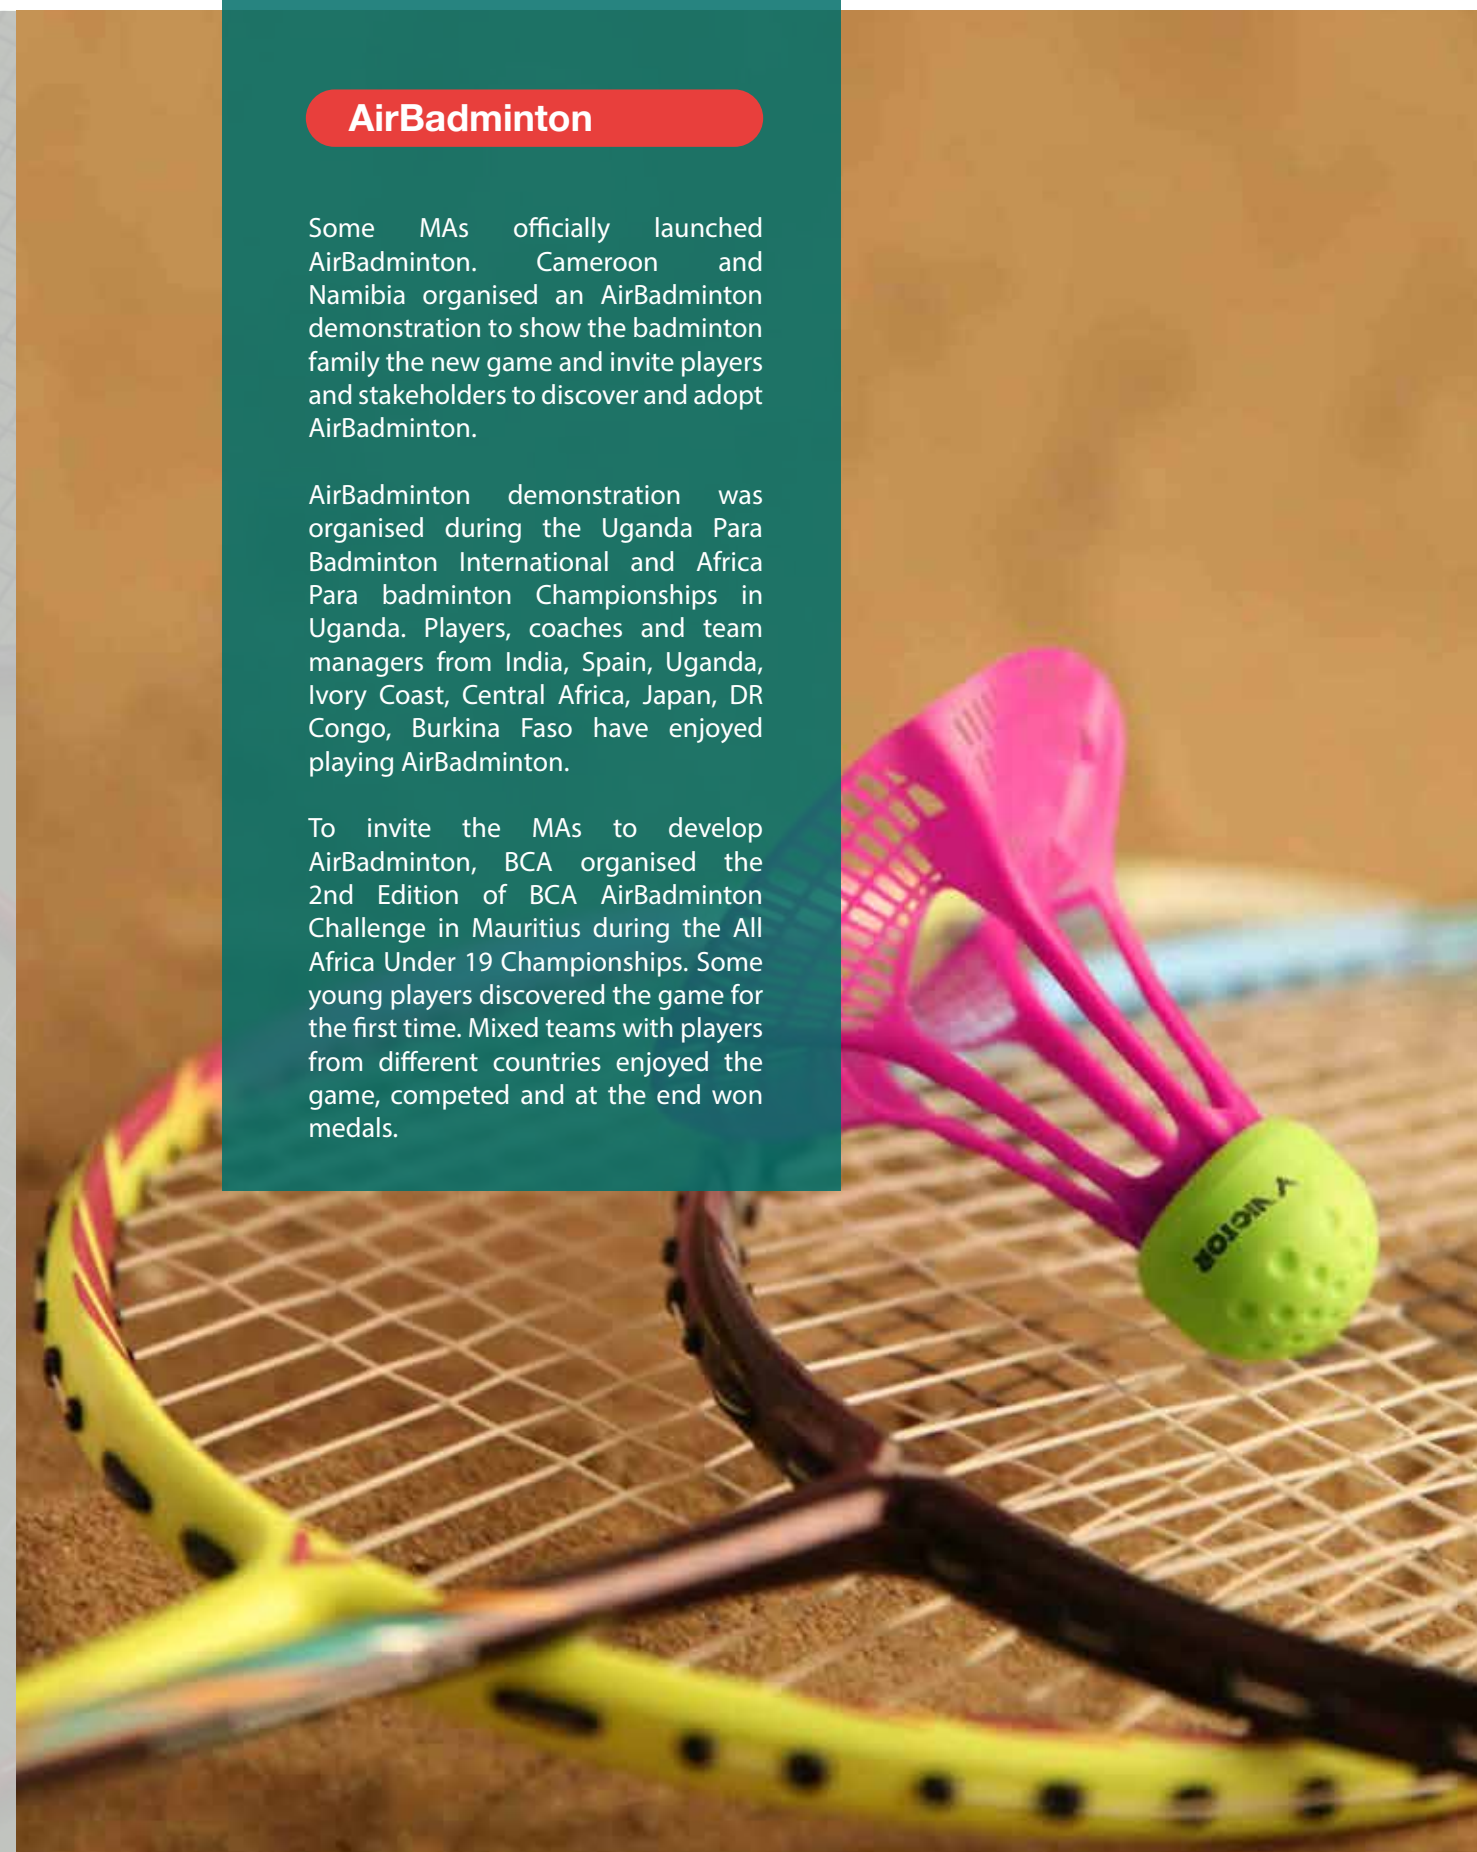 AirBadminton
Some MAs officially launched
AirBadminton. Cameroon and
Namibia organised an AirBadminton
demonstration to show the badminton
family the new game and invite players
and stakeholders to discover and adopt
AirBadminton.
AirBadminton demonstration was
organised during the Uganda Para
Badminton International and Africa
Para badminton Championships in
Uganda. Players, coaches and team
managers from India, Spain, Uganda,
Ivory Coast, Central Africa, Japan, DR
Congo, Burkina Faso have enjoyed
playing AirBadminton.
To invite the MAs to develop
AirBadminton, BCA organised the
2nd Edition of BCA AirBadminton
Challenge in Mauritius during the All
Africa Under 19 Championships. Some
young players discovered the game for
the first time. Mixed teams with players
from different countries enjoyed the
game, competed and at the end won
medals.
VICTOR